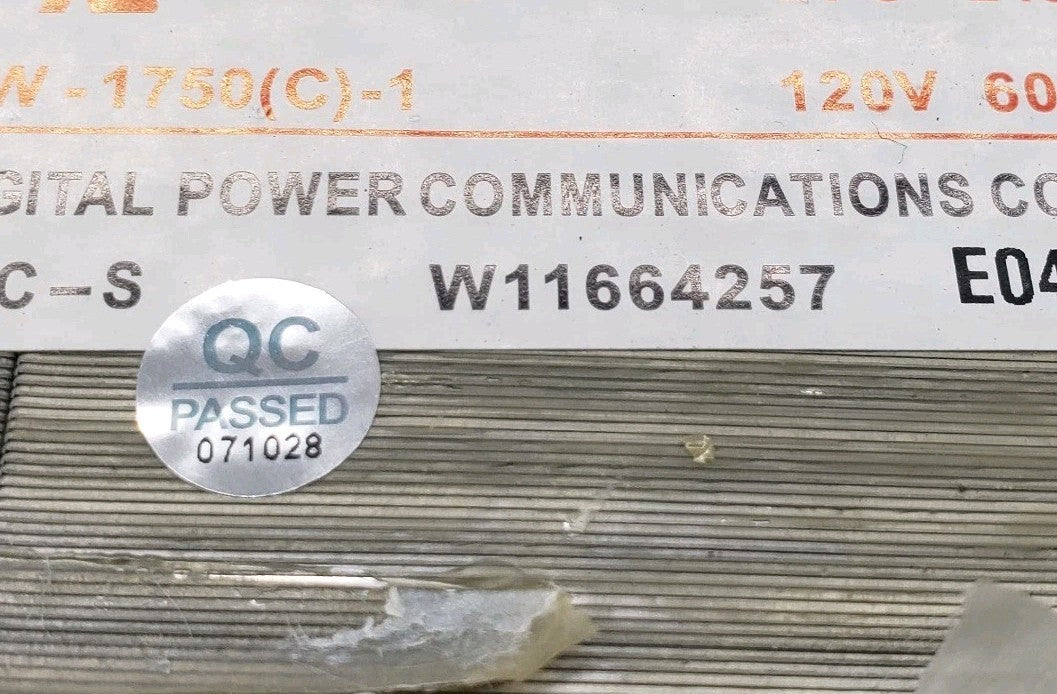 W - 1750(C)-1 120V 60
GITAL POWER COMMUNICATIONS CO
C-S W11664257 E04
QC
PASSED
071028